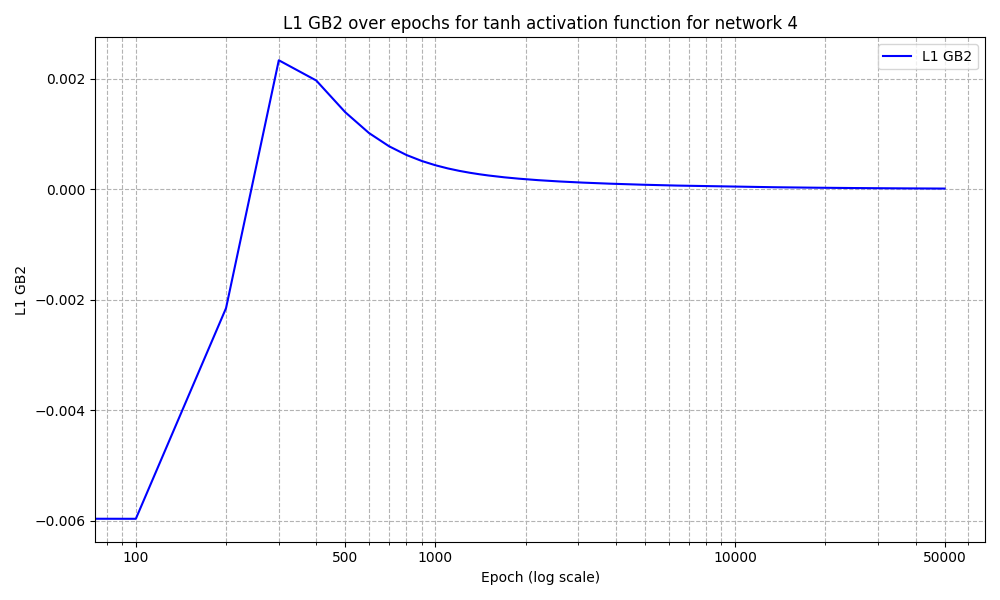 L1 GB2 over epochs for tanh activation function for network 4
L1 GB2
0.002
0.000
−0.002
−0.004
−0.006
L1 GB2
100
500
1000
10000
50000
Epoch (log scale)